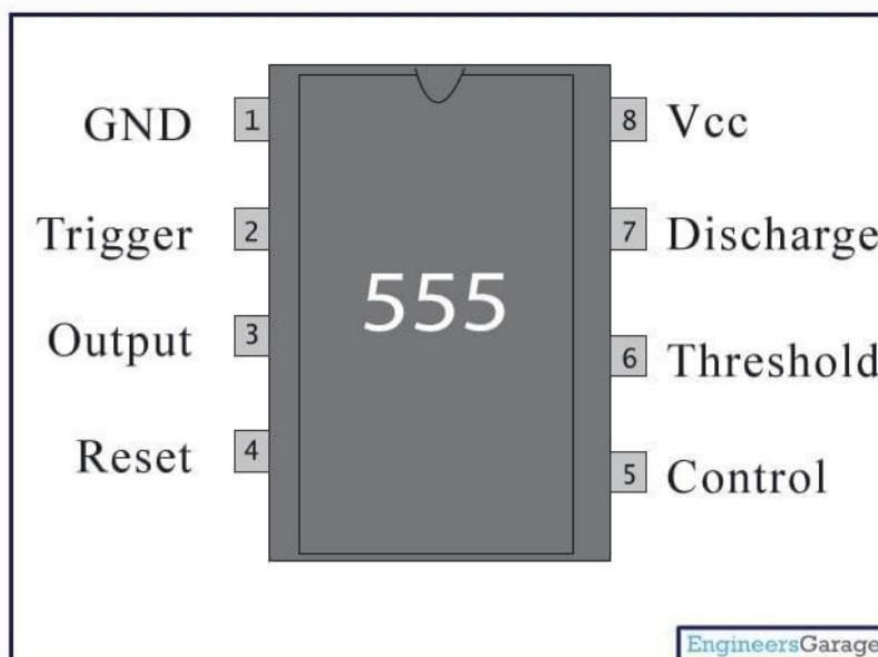 GND 1 8 Vcc
Trigger 2 7 Discharge
555
Output 3 6 Threshold
Reset 4 5 Control
EngineersGarage